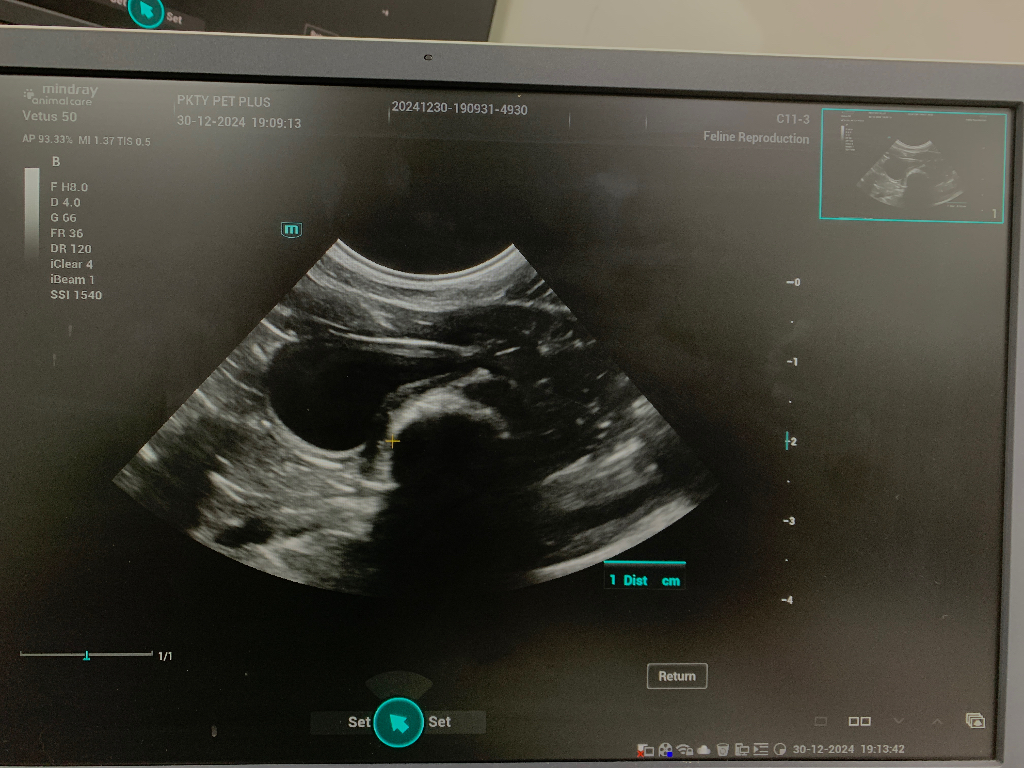 Set
Set
mindray
animal care
Vetus 50
PKTY PET PLUS
30-12-2024 19:09:13
20241230-190931-4930
C11-3
Feline Reproduction
AP 93.33% MI 1.37 TIS 0.5
B
F H8.0
D 4.0
G 66
FR 36
DR 120
iClear 4
iBeam 1
SSI 1540
m
1
0
1
2
3
4
1 Dist cm
1/1
Return
Set
Set
30-12-2024 19:13:42